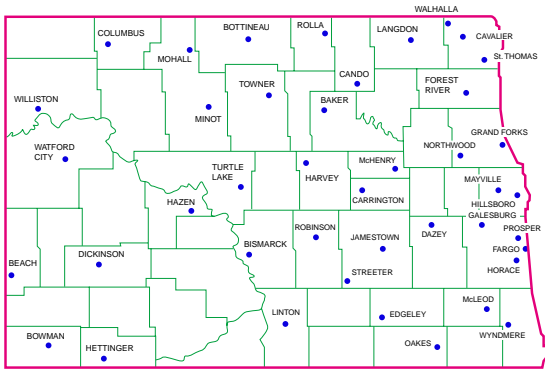 WALHALLA
ROLLA
BOTTINEAU
LANGDON
COLUMBUS
CAVALIER
MOHALL
St. THOMAS
CANDO
TOWNER
FOREST
RIVER
WILLISTON
BAKER
MINOT
GRAND FORKS
WATFORD
CITY
NORTHWOOD
McHENRY
TURTLE
LAKE
HARVEY
MAYVILLE
CARRINGTON
HAZEN
HILLSBORO
GALESBURG
ROBINSON
DAZEY
PROSPER
BISMARCK
JAMESTOWN
FARGO
DICKINSON
BEACH
HORACE
STREETER
McLEOD
LINTON
EDGELEY
WYNDMERE
BOWMAN
OAKES
HETTINGER